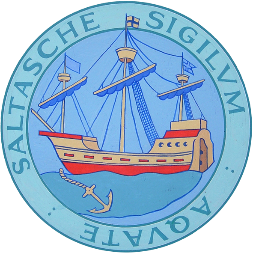 SIGILVM : AQVATE : SALTASCHE